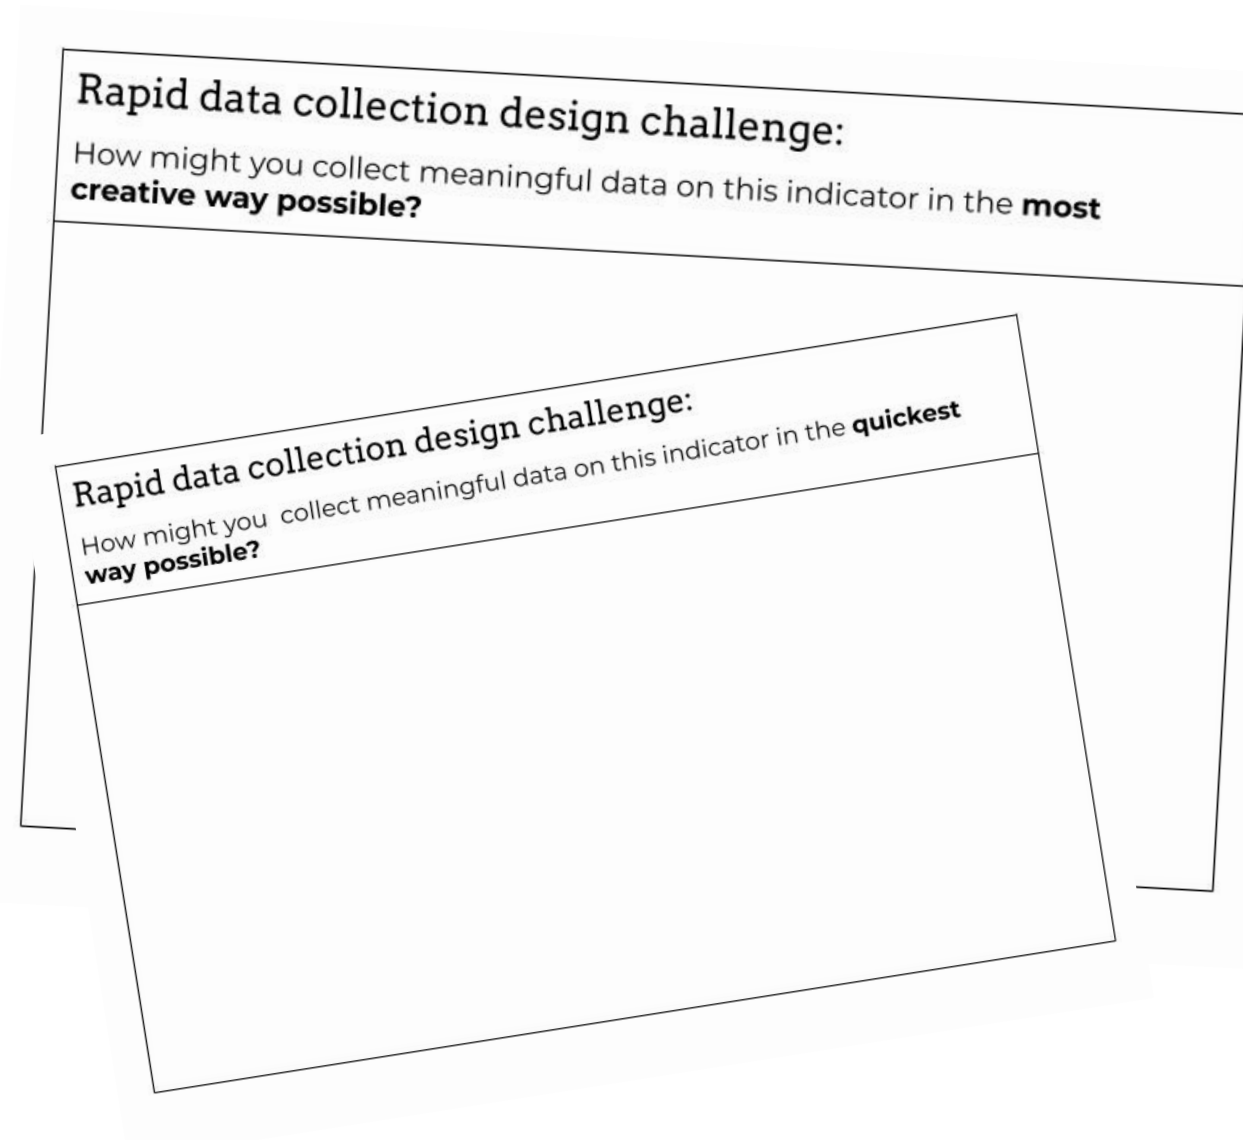 Rapid data collection design challenge:
How might you collect meaningful data on this indicator in the most
creative way possible?
Rapid data collection design challenge:
How might you  collect meaningful data on this indicator in the quickest
way possible?